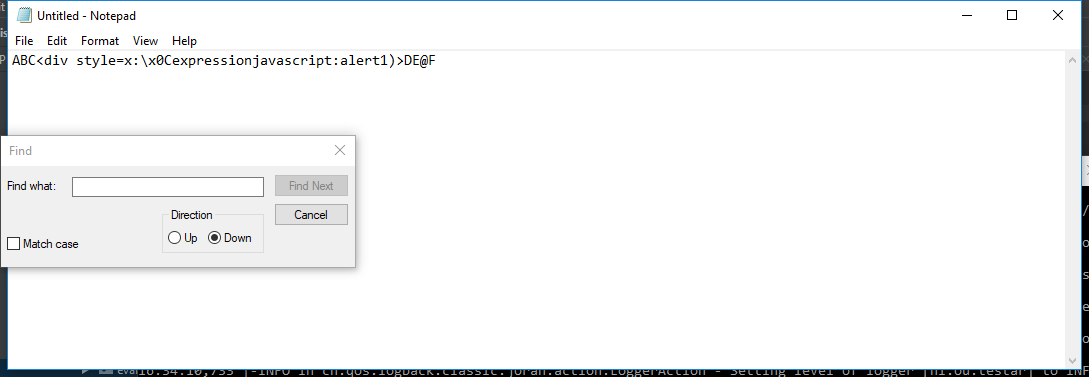 Untitled - Notepad
File Edit Format View Help
ABC<div style=x:\x0Cexpressionjavascript:alert1)>DE@F
Find
Find what:
Find Next
Direction
Cancel
Up Down
Match case